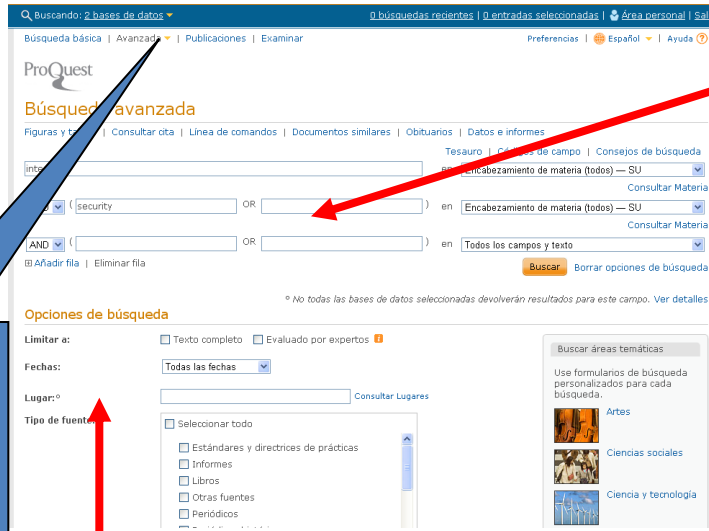 Buscando: 2 bases de datos 0 búsquedas recientes | 0 entradas seleccionadas | Área personal | Sal
Búsqueda básica | Avanzada | Publicaciones | Examinar Preferencias | Español | Ayuda
ProQuest
Búsqueda avanzada
Figuras y | Consultar cita | Línea de comandos | Documentos similares | Obituarios | Datos e informes
Tesauro | Códigos de campo | Consejos de búsqueda
en Encabezamiento de materia (todos) — SU
Consultar Materia
( security OR ) en Encabezamiento de materia (todos) — SU
Consultar Materia
AND ( OR ) en Todos los campos y texto
Añadir fila | Eliminar fila Buscar Borrar opciones de búsqueda
° No todas las bases de datos seleccionadas devolverán resultados para este campo. Ver detalles
Opciones de búsqueda
Limitar a: Texto completo Evaluado por expertos
Buscar áreas temáticas
Fechas: Todas las fechas
Use formularios de búsqueda
personalizados para cada
búsqueda.
Lugar:° Consultar Lugares
Artes
Tipo de fuente:
Seleccionar todo
Estándares y directrices de prácticas
Ciencias sociales
Informes
Libros
Otras fuentes
Ciencia y tecnología
Periódicos